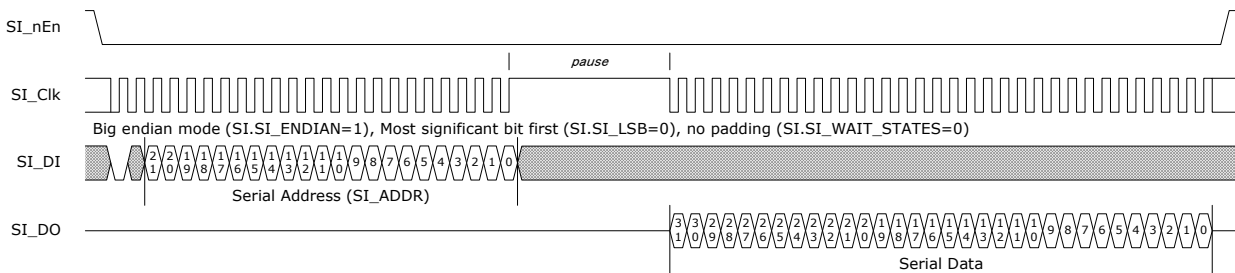 SI_nEn
pause
SI_Clk
Big endian mode (SI.SI_ENDIAN=1), Most significant bit first (SI.SI_LSB=0), no padding (SI.SI_WAIT_STATES=0)
SI_DI 21 20 19 18 17 16 15 14 13 12 11 10 9 8 7 6 5 4 3 2 1 0
Serial Address (SI_ADDR)
SI_DO 31 30 29 28 27 26 25 24 23 22 21 20 19 18 17 16 15 14 13 12 11 10 9 8 7 6 5 4 3 2 1 0
Serial Data